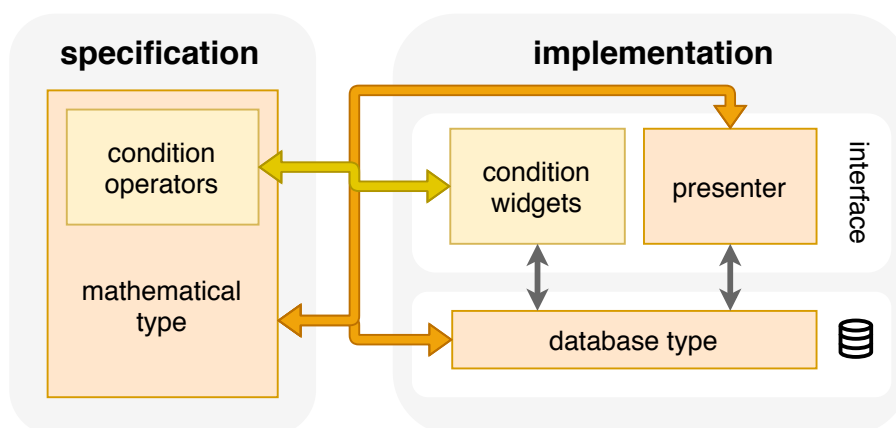 specification
implementation
condition
operators
mathematical
type
condition
widgets
presenter
interface
database type